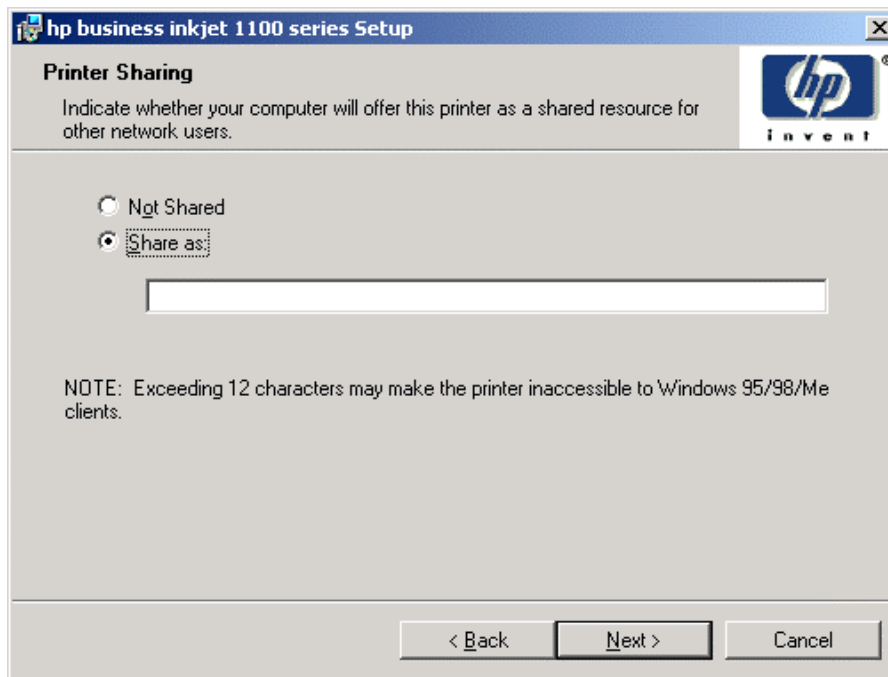 hp business inkjet 1100 series Setup
Printer Sharing
Indicate whether your computer will offer this printer as a shared resource for
other network users.
hp
®
invent
Not Shared
Share as:
NOTE:  Exceeding 12 characters may make the printer inaccessible to Windows 95/98/Me
clients.
< Back
Next >
Cancel